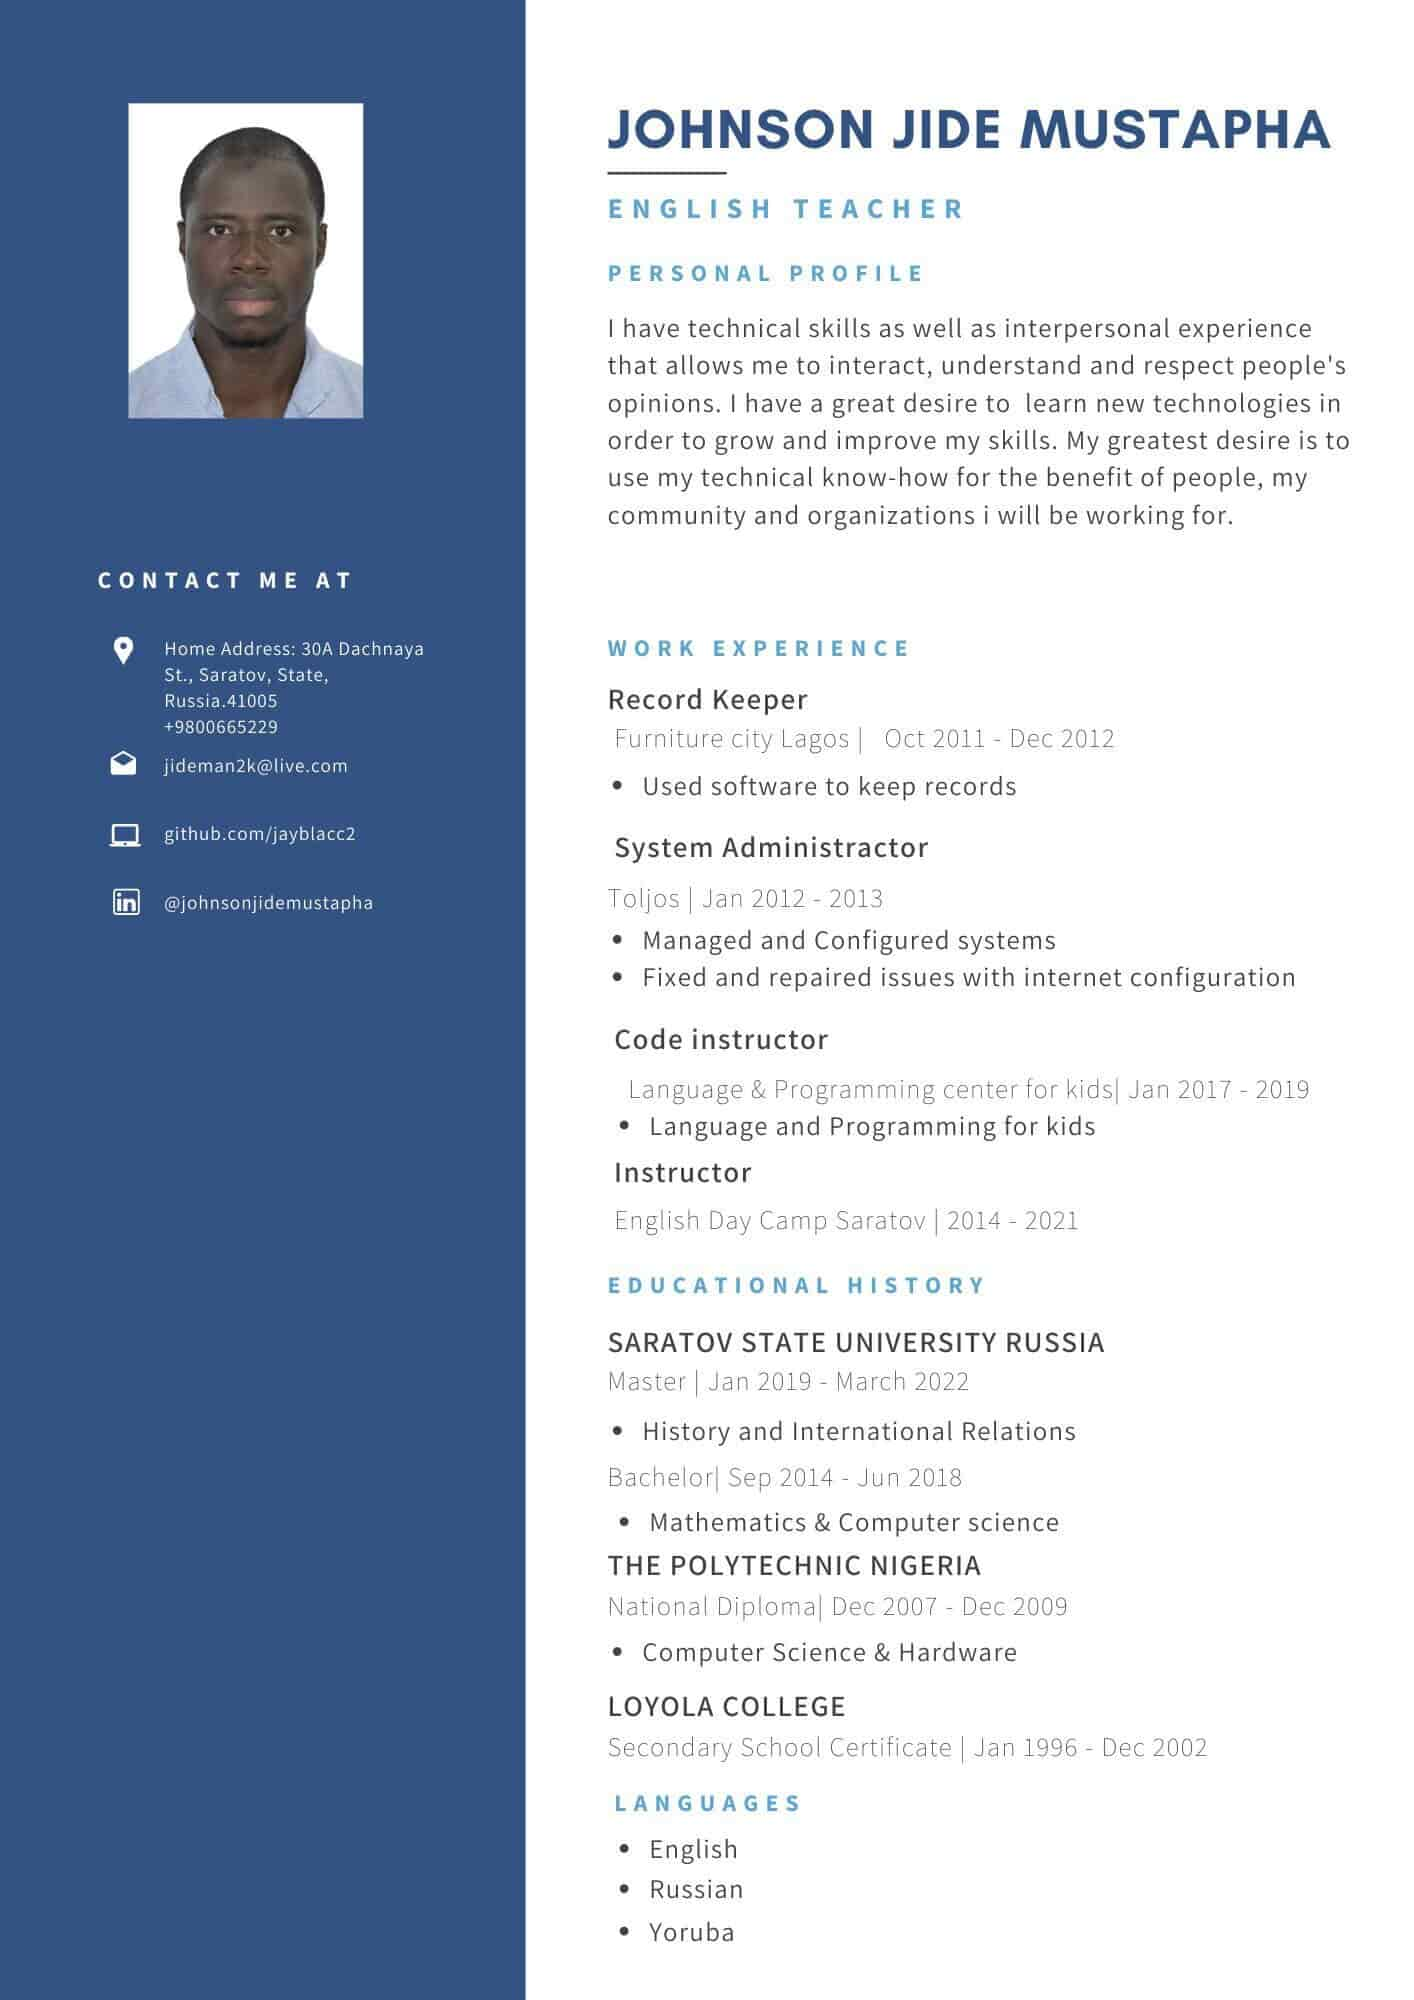 JOHNSON JIDE MUSTAPHA
ENGLISH TEACHER
PERSONAL PROFILE
I have technical skills as well as interpersonal experience
that allows me to interact, understand and respect people's
opinions. I have a great desire to  learn new technologies in
order to grow and improve my skills. My greatest desire is to
use my technical know-how for the benefit of people, my
community and organizations i will be working for.
CONTACT ME AT
Home Address: 30A Dachnaya
St., Saratov, State,
Russia.41005
+9800665229
jideman2k@live.com
github.com/jayblacc2
in @johnsonjidemustapha
WORK EXPERIENCE
Record Keeper
Furniture city Lagos |   Oct 2011 - Dec 2012
• Used software to keep records
System Administractor
Toljos | Jan 2012 - 2013
• Managed and Configured systems
• Fixed and repaired issues with internet configuration
Code instructor
Language & Programming center for kids| Jan 2017 - 2019
• Language and Programming for kids
Instructor
English Day Camp Saratov | 2014 - 2021
EDUCATIONAL HISTORY
SARATOV STATE UNIVERSITY RUSSIA
Master | Jan 2019 - March 2022
• History and International Relations
Bachelor| Sep 2014 - Jun 2018
• Mathematics & Computer science
THE POLYTECHNIC NIGERIA
National Diploma| Dec 2007 - Dec 2009
• Computer Science & Hardware
LOYOLA COLLEGE
Secondary School Certificate | Jan 1996 - Dec 2002
LANGUAGES
• English
• Russian
• Yoruba